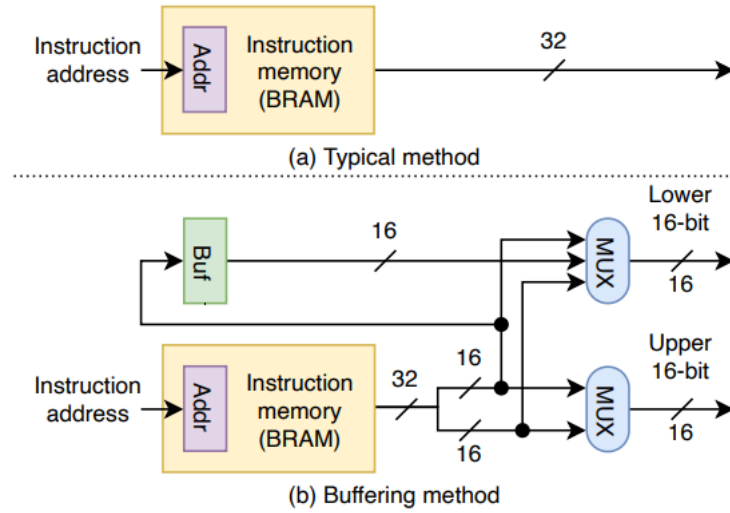 Instruction
address
Addr
Instruction
memory
(BRAM)
32
(a) Typical method
Buf
16
MUX
Lower
16-bit
16
Instruction
address
Addr
Instruction
memory
(BRAM)
32
16
16
MUX
Upper
16-bit
16
(b) Buffering method